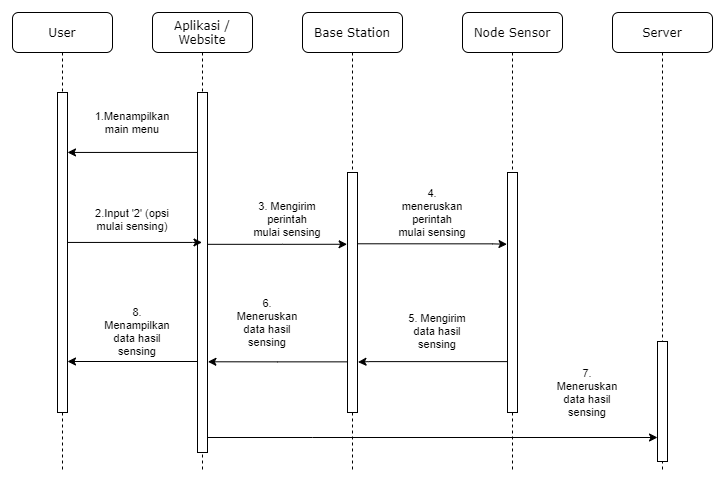 User
Aplikasi /
Website
Base Station
Node Sensor
Server
1.Menampilkan
main menu
2.Input '2' (opsi
mulai sensing)
3. Mengirim
perintah
mulai sensing
4.
meneruskan
perintah
mulai sensing
5. Mengirim
data hasil
sensing
6.
Meneruskan
data hasil
sensing
8.
Menampilkan
data hasil
sensing
7.
Meneruskan
data hasil
sensing